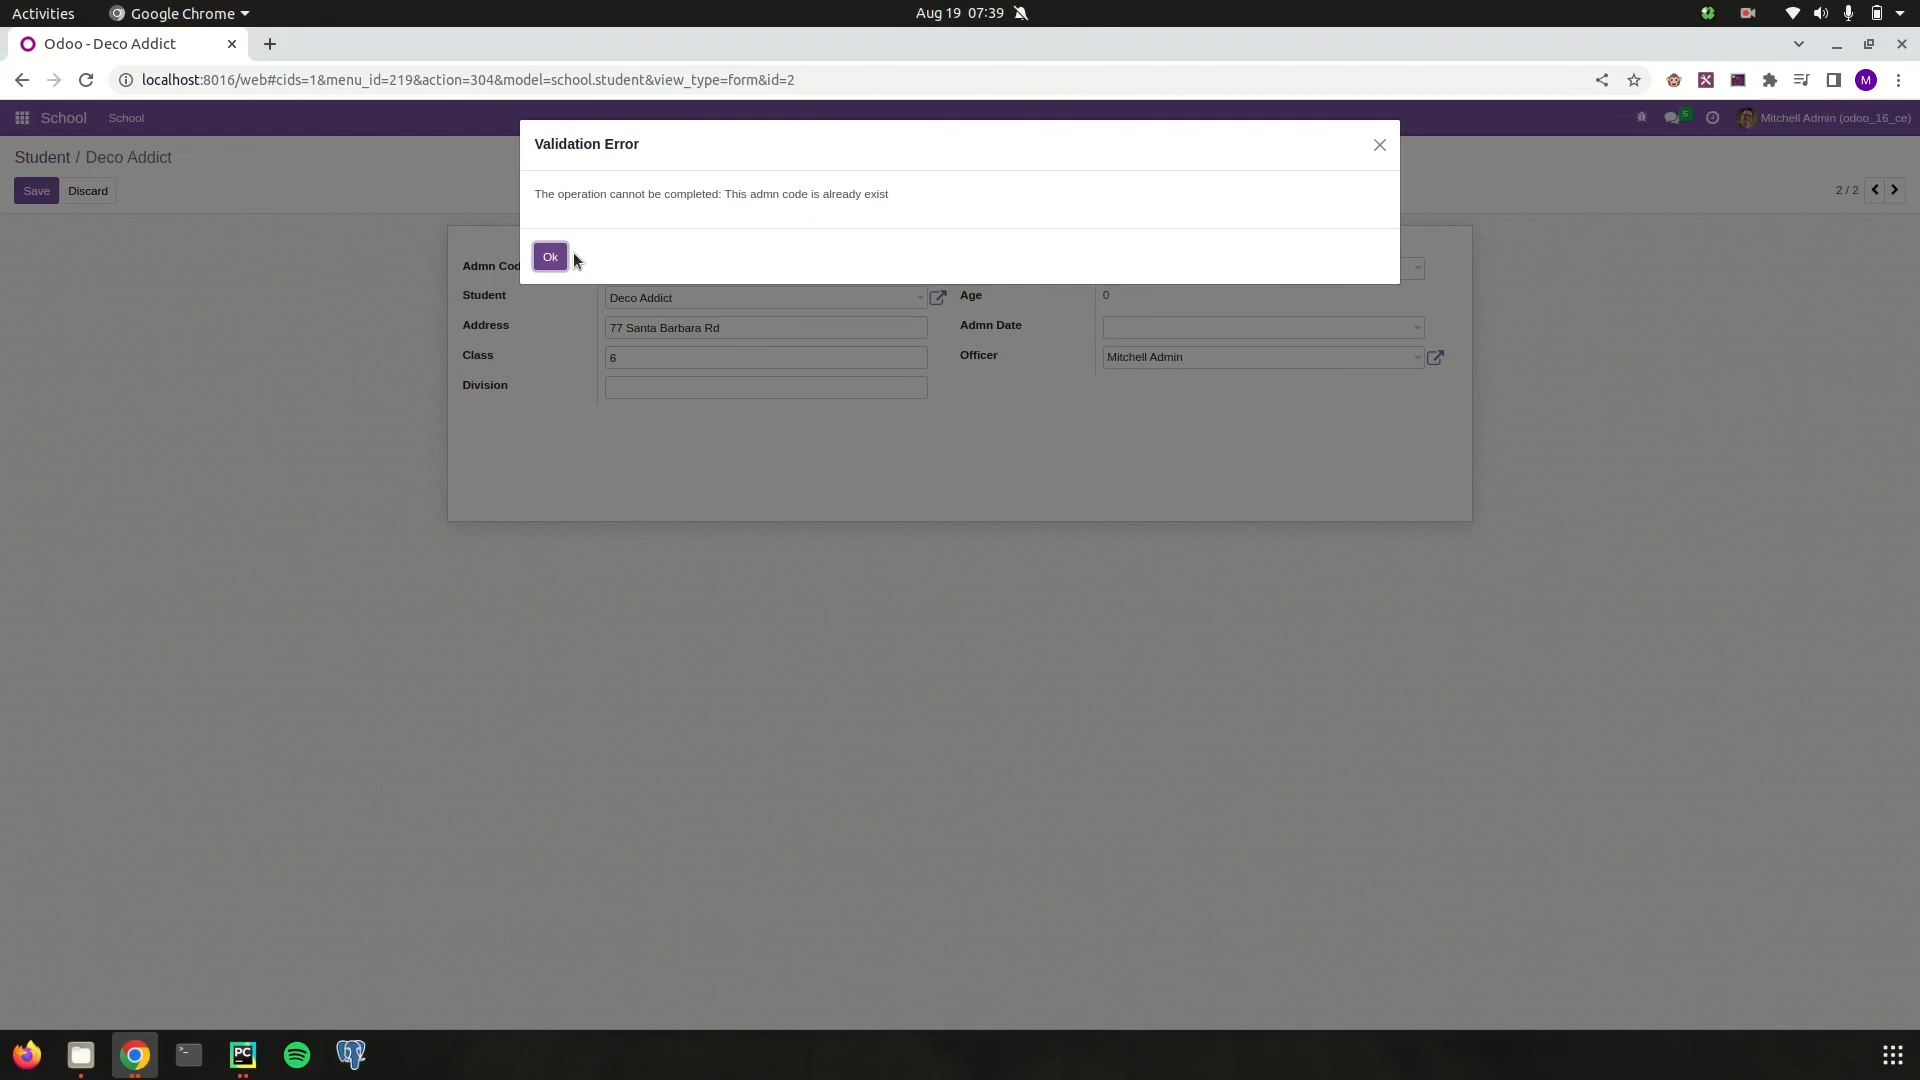 Activities
Google Chrome
Aug 19 07:39
Odoo - Deco Addict
localhost:8016/web#cids=1&menu_id=219&action=304&model=school.student&view_type=form&id=2
M
School
School
5
Mitchell Admin (odoo_16_ce)
Student / Deco Addict
Save
Discard
2 / 2
Validation Error
The operation cannot be completed: This admn code is already exist
Ok
Admn Cod
Student
Deco Addict
Age
0
Address
77 Santa Barbara Rd
Admn Date
Class
6
Officer
Mitchell Admin
Division
PC